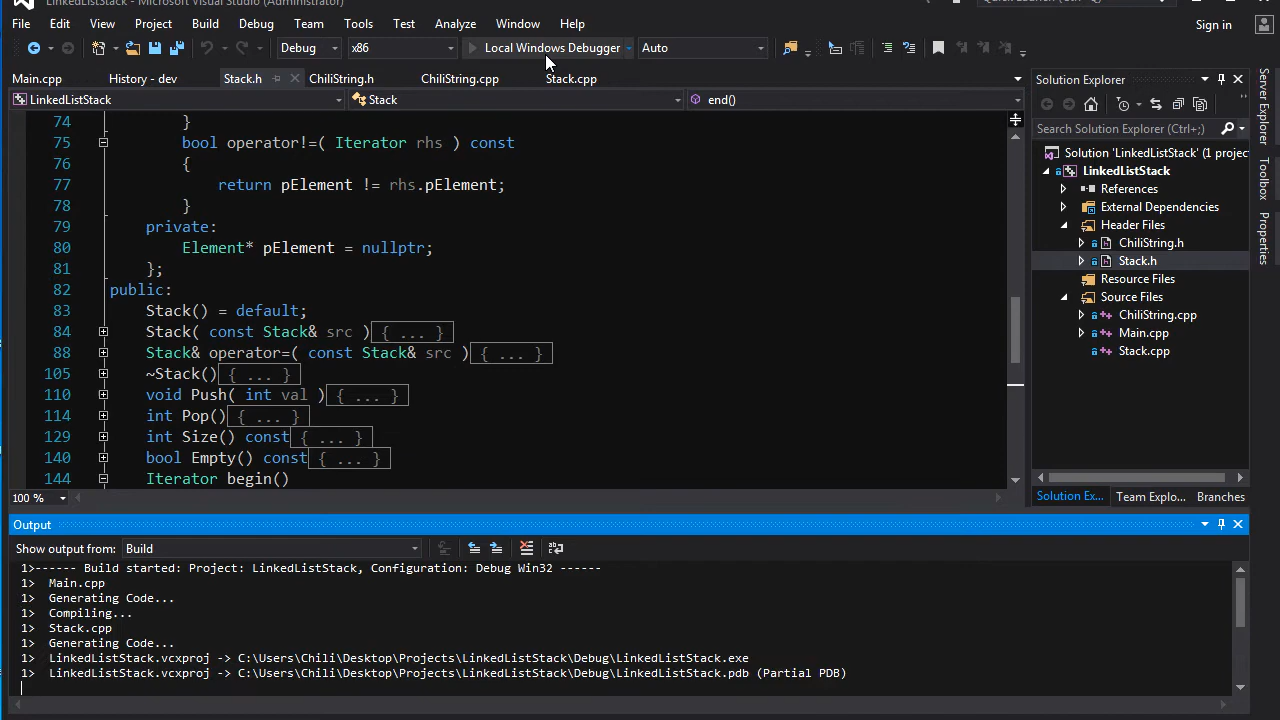 LinkedListStack - Microsoft Visual Studio (Administrator)
File Edit View Project Build Debug Team Tools Test Analyze Window Help Sign in
Debug x86 Local Windows Debugger Auto
Main.cpp History - dev Stack.h ChiliString.h ChiliString.cpp Stack.cpp
LinkedListStack Stack end()
74 }
75 bool operator!=( Iterator rhs ) const
76 {
77 return pElement != rhs.pElement;
78 }
79 private:
80 Element* pElement = nullptr;
81 };
82 public:
83 Stack() = default;
84 Stack( const Stack& src ){ ... }
88 Stack& operator=( const Stack& src ){ ... }
105 ~Stack(){ ... }
110 void Push( int val ){ ... }
114 int Pop(){ ... }
129 int Size() const{ ... }
140 bool Empty() const{ ... }
144 Iterator begin()
100 %
Solution Explorer
Search Solution Explorer (Ctrl+;)
Solution 'LinkedListStack' (1 projec
LinkedListStack
References
External Dependencies
Header Files
ChiliString.h
Stack.h
Resource Files
Source Files
ChiliString.cpp
Main.cpp
Stack.cpp
Solution Ex... Team Explo... Branches
Server Explorer
Toolbox
Properties
Output
Show output from: Build
1>------ Build started: Project: LinkedListStack, Configuration: Debug Win32 ------
1> Main.cpp
1> Generating Code...
1> Compiling...
1> Stack.cpp
1> Generating Code...
1> LinkedListStack.vcxproj -> C:\Users\Chili\Desktop\Projects\LinkedListStack\Debug\LinkedListStack.exe
1> LinkedListStack.vcxproj -> C:\Users\Chili\Desktop\Projects\LinkedListStack\Debug\LinkedListStack.pdb (Partial PDB)